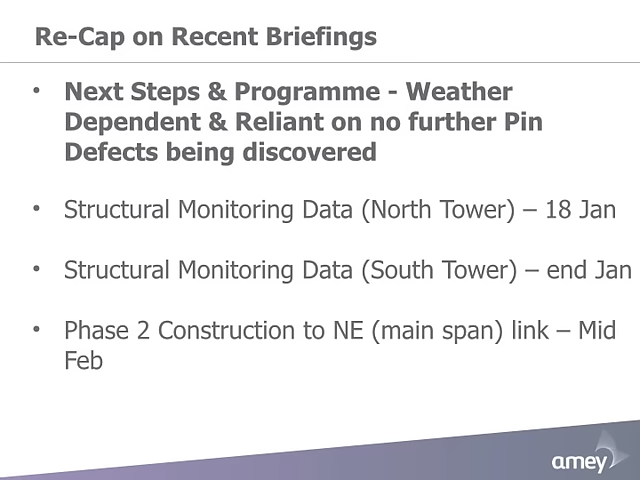 Re-Cap on Recent Briefings
• Next Steps & Programme - Weather
Dependent & Reliant on no further Pin
Defects being discovered
• Structural Monitoring Data (North Tower) – 18 Jan
• Structural Monitoring Data (South Tower) – end Jan
• Phase 2 Construction to NE (main span) link – Mid
Feb
amey